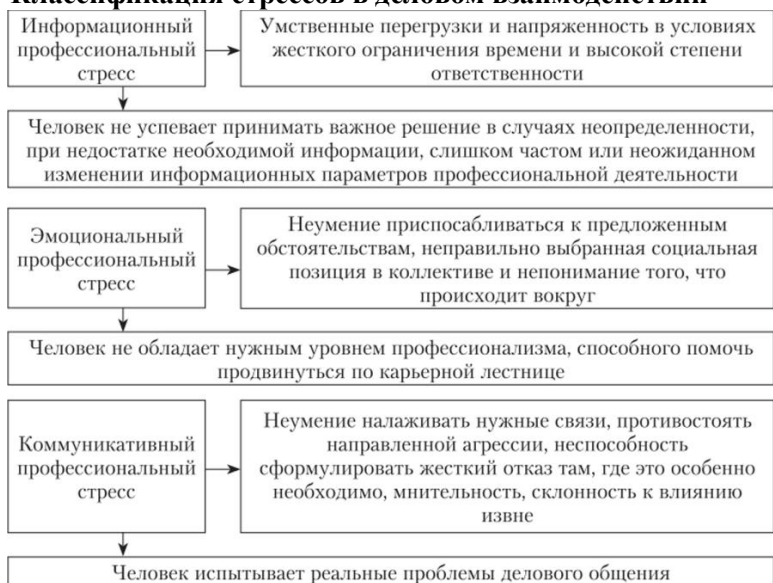 Классификация стрессов в деловом взаимодействии
Информационный
профессиональный
стресс
Умственные перегрузки и напряженность в условиях
жесткого ограничения времени и высокой степени
ответственности
Человек не успевает принимать важное решение в случаях неопределенности,
при недостатке необходимой информации, слишком частом или неожиданном
изменении информационных параметров профессиональной деятельности
Эмоциональный
профессиональный
стресс
Неумение приспосабливаться к предложенным
обстоятельствам, неправильно выбранная социальная
позиция в коллективе и непонимание того, что
происходит вокруг
Человек не обладает нужным уровнем профессионализма, способного помочь
продвинуться по карьерной лестнице
Коммуникативный
профессиональный
стресс
Неумение налаживать нужные связи, противостоять
направленной агрессии, неспособность
сформулировать жесткий отказ там, где это особенно
необходимо, мнительность, склонность к влиянию
извне
Человек испытывает реальные проблемы делового общения